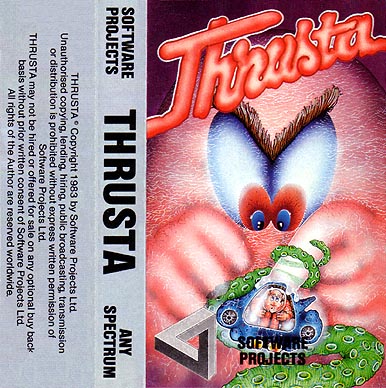 THRUSTA © Copyright 1983 by Software Projects Ltd.
Unauthorised copying, lending, hiring, public broadcasting, transmission
or distribution is prohibited without express written permission of
Software Projects Ltd.
THRUSTA may not be hired or offered for sale on any optional buy back
basis without prior written consent of Software Projects Ltd.
All rights of the Author are reserved worldwide.
SOFTWARE
PROJECTS
THRUSTA
ANY
SPECTRUM
Thrusta
SOFTWARE
PROJECTS